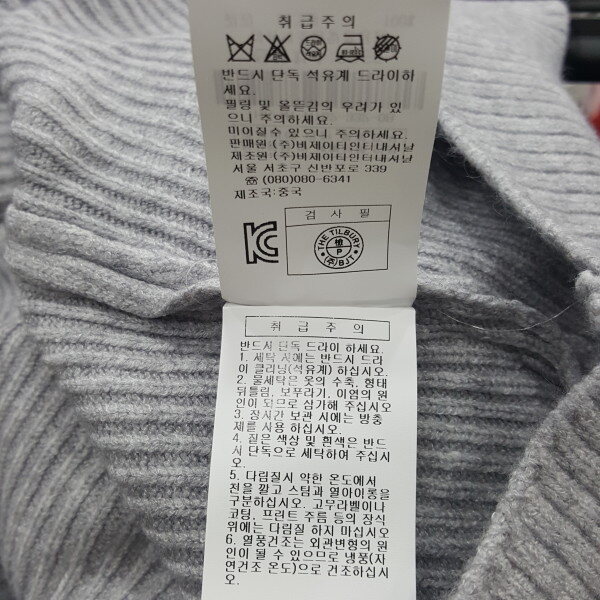 취급주의
반드시 단독 석유계 드라이하
세요.
필링 및 올뜯김의 우려가 있
으니 주의하세요.
미이실수 있으니 주의하세요.
판매원 : (주)비제이티인터내셔날
제조원 : (주)비제이티인터내셔날
서울 서초구 신반포로 339
☎(080)080-6341
제조국:중국
검사필
THE TILBURY
檢
P
(주)BJT
취급주의
반드시 단독 드라이 하세요.
1. 세탁 시에는 반드시 드라
이 클리닝(석유계) 하십시오.
2. 물세탁은 옷의 수축, 형태
뒤틀림, 보푸라기, 이염의 원
인이 되므로 삼가해 주십시오
3. 장시간 보관 시에는 방충
제를 사용 하십시오.
4. 짙은 색상 및 흰색은 반드
시 단독으로 세탁하여 주십시
오.
5. 다림질시 약한 온도에서
천을 깔고 스팀과 열아이롱을
구분하십시오. 고무라벨이나
코팅, 프린트 주름 등의 장식
위에는 다림질 하지 마십시오
6. 열풍건조는 외관변형의 원
인이 될 수 있으므로 냉풍(자
연건조 온도)으로 건조하십시
오.